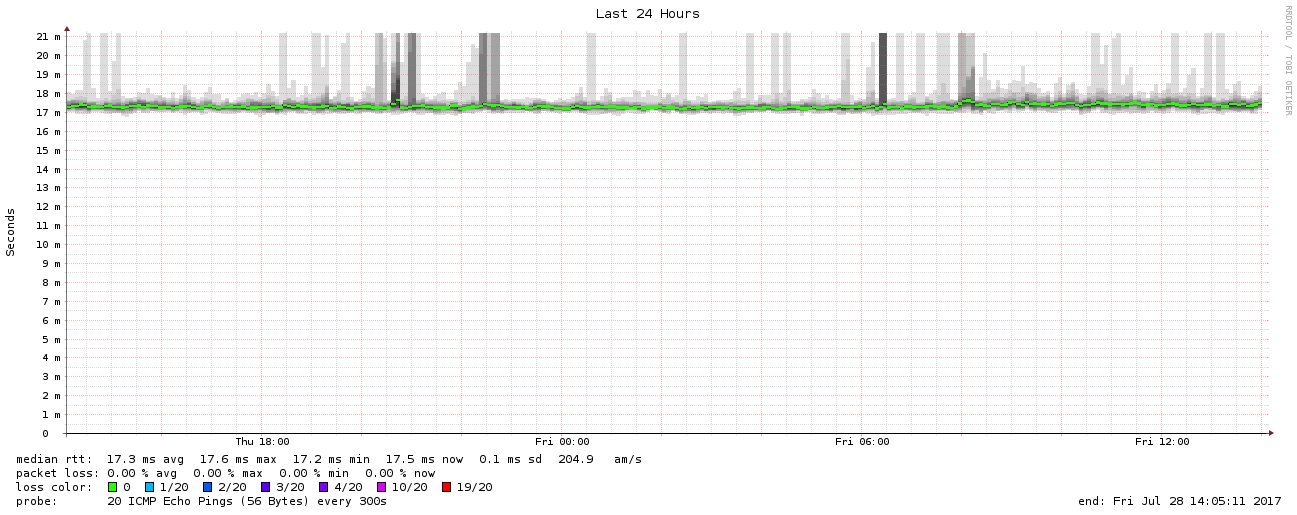 Last 24 Hours
RRDTOOL / TOBI OETIKER
Seconds
21 m
20 m
19 m
18 m
17 m
16 m
15 m
14 m
13 m
12 m
11 m
10 m
9 m
8 m
7 m
6 m
5 m
4 m
3 m
2 m
1 m
0
Thu 18:00 Fri 00:00 Fri 06:00 Fri 12:00
median rtt: 17.3 ms avg 17.6 ms max 17.2 ms min 17.5 ms now 0.1 ms sd 204.9 am/s
packet loss: 0.00 % avg 0.00 % max 0.00 % min 0.00 % now
loss color: 0 1/20 2/20 3/20 4/20 10/20 19/20
probe: 20 ICMP Echo Pings (56 Bytes) every 300s end: Fri Jul 28 14:05:11 2017